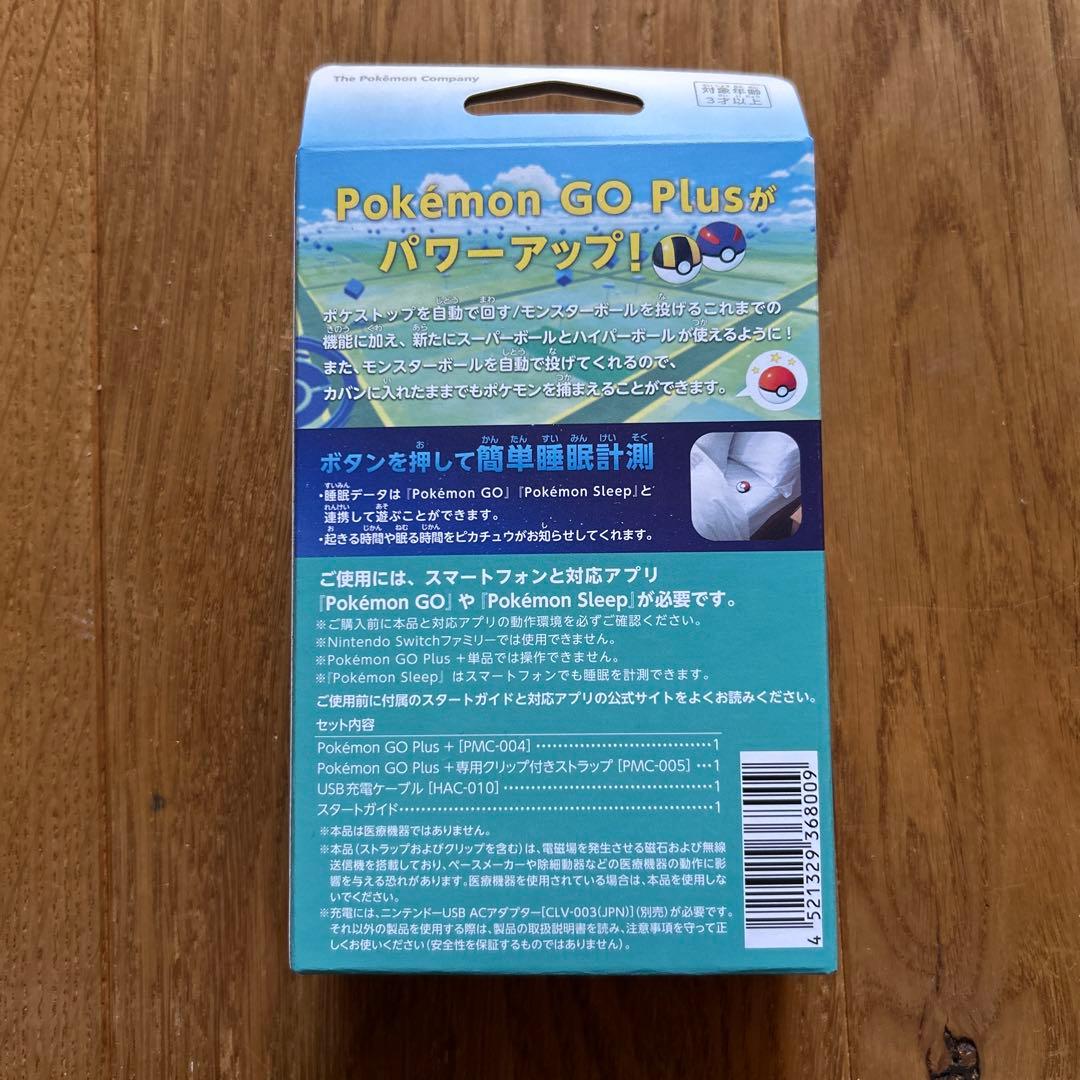 The Pokémon Company
対象年齢
3才以上
Pokémon GO Plusが
パワーアップ!
ポケストップを自動で回す/モンスターボールを投げるこれまでの
機能に加え、新たにスーパーボールとハイパーボールが使えるように!
また、モンスターボールを自動で投げてくれるので、
カバンに入れたままでもポケモンを捕まえることができます。
ボタンを押して簡単睡眠計測
・睡眠データは『Pokémon GO』『Pokémon Sleep』と
連携して遊ぶことができます。
・起きる時間や眠る時間をピカチュウがお知らせしてくれます。
ご使用には、スマートフォンと対応アプリ
『Pokémon GO』や『Pokémon Sleep』が必要です。
※ご購入前に本品と対応アプリの動作環境を必ずご確認ください。
※Nintendo Switchファミリーでは使用できません。
※Pokémon GO Plus +単品では操作できません。
※『Pokémon Sleep』はスマートフォンでも睡眠を計測できます。
ご使用前に付属のスタートガイドと対応アプリの公式サイトをよくお読みください。
セット内容
Pokémon GO Plus + [PMC-004] ……………………………1
Pokémon GO Plus +専用クリップ付きストラップ [PMC-005] …1
USB充電ケーブル [HAC-010] …………………………………1
スタートガイド……………………………………………………1
※本品は医療機器ではありません。
※本品(ストラップおよびクリップを含む)は、電磁場を発生させる磁石および無線
送信機を搭載しており、ペースメーカーや除細動器などの医療機器の動作に影
響を与える恐れがあります。医療機器を使用されている場合は、本品を使用しな
いでください。
※充電には、ニンテンドーUSB ACアダプター[CLV-003(JPN)](別売)が必要です。
それ以外の製品を使用する際は、製品の取扱説明書を読み、注意事項を守って正
しくお使いください(安全性を保証するものではありません)。
4 521329 368009